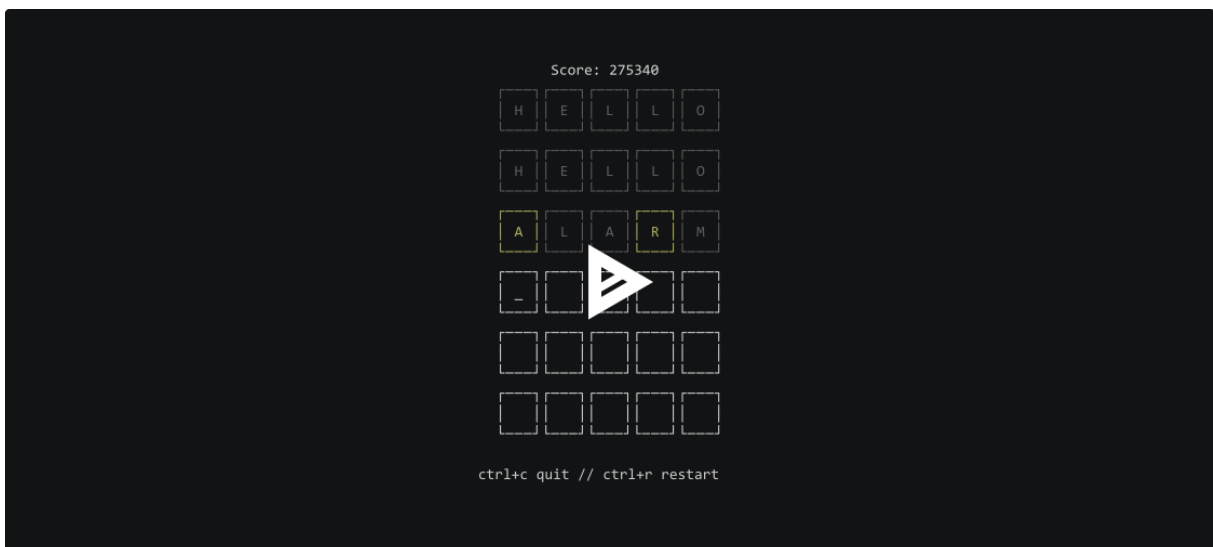 Score: 275340
H E L L O
H E L L O
A L A R M
_
ctrl+c quit // ctrl+r restart